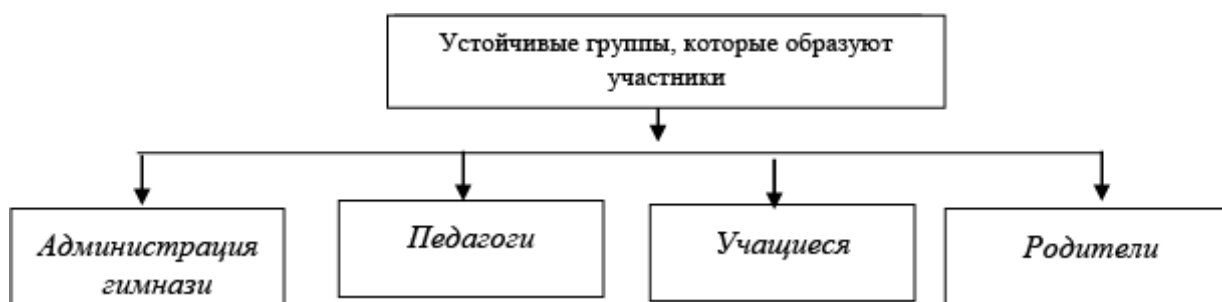 Устойчивые группы, которые образуют
участники
Администрация
гимнази
Педагоги
Учащиеся
Родители